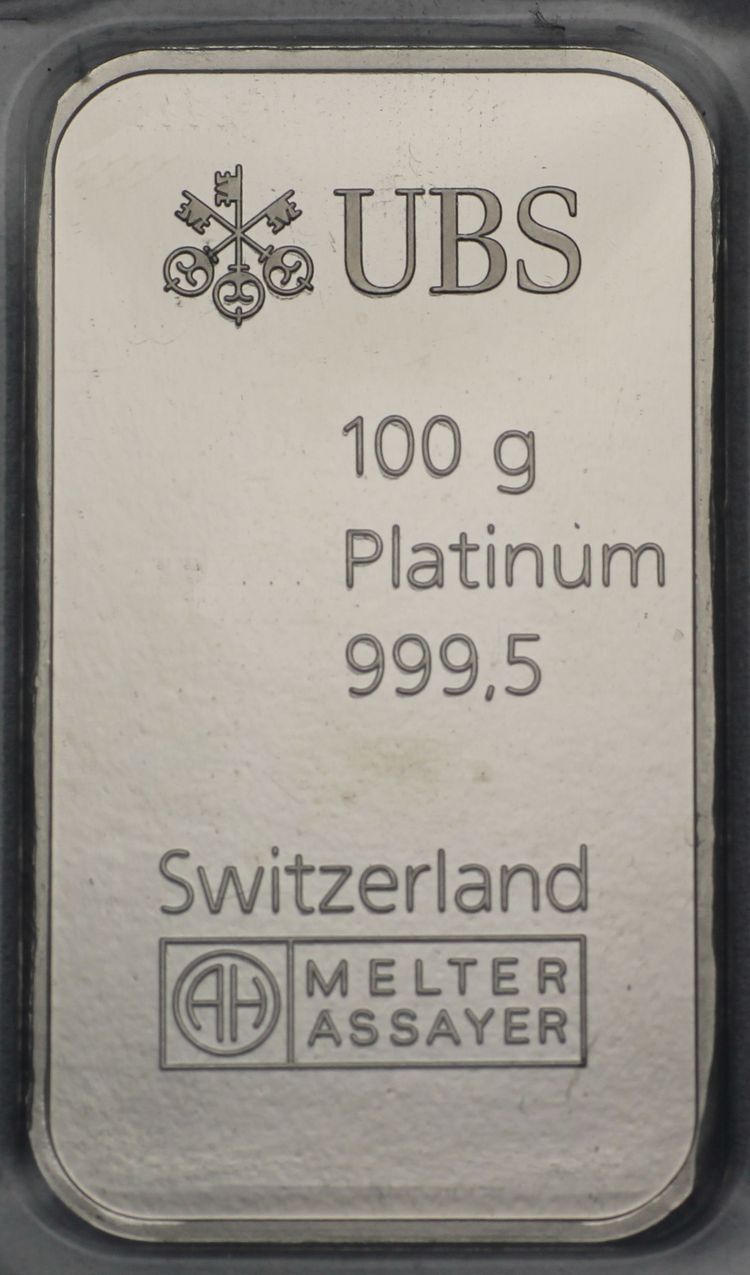 UBS
100 g
Platinum
999,5
Switzerland
AH MELTER
ASSAYER